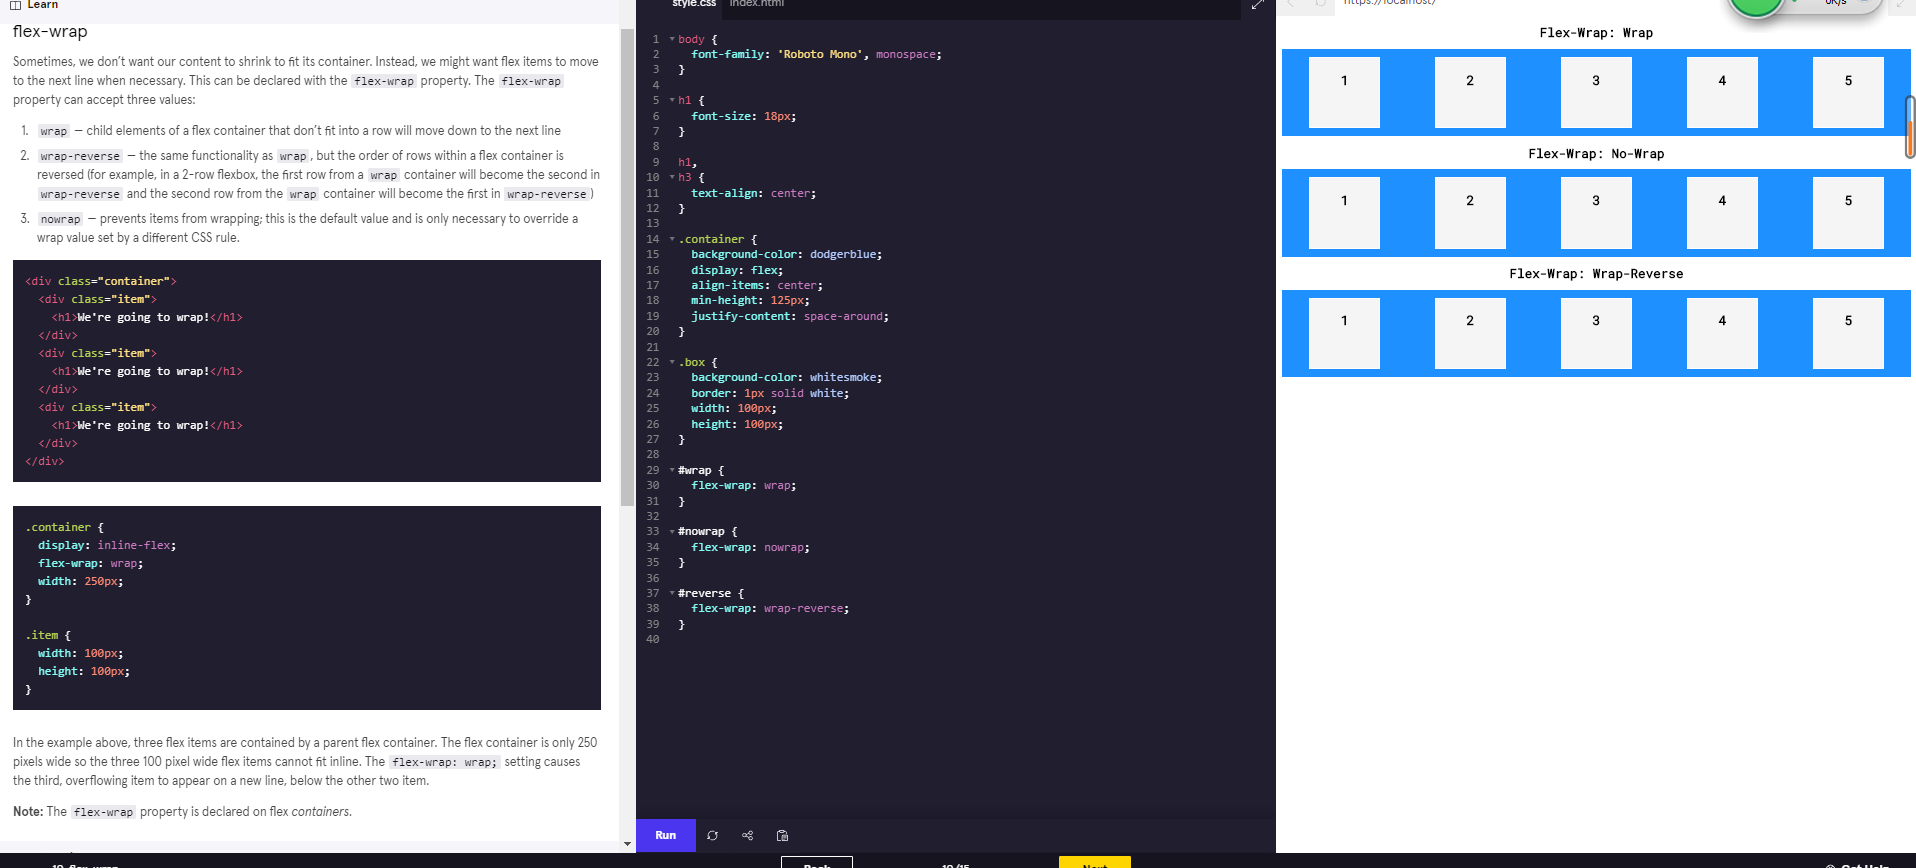 Learn
flex-wrap
Sometimes, we don't want our content to shrink to fit its container. Instead, we might want flex items to move
to the next line when necessary. This can be declared with the flex-wrap property. The flex-wrap
property can accept three values:
1. wrap — child elements of a flex container that don't fit into a row will move down to the next line
2. wrap-reverse — the same functionality as wrap, but the order of rows within a flex container is
reversed (for example, in a 2-row flexbox, the first row from a wrap container will become the second in
wrap-reverse and the second row from the wrap container will become the first in wrap-reverse)
3. nowrap — prevents items from wrapping; this is the default value and is only necessary to override a
wrap value set by a different CSS rule.
<div class="container">
<div class="item">
<h1>We're going to wrap!</h1>
</div>
<div class="item">
<h1>We're going to wrap!</h1>
</div>
<div class="item">
<h1>We're going to wrap!</h1>
</div>
</div>
.container {
display: inline-flex;
flex-wrap: wrap;
width: 250px;
}
.item {
width: 100px;
height: 100px;
}
In the example above, three flex items are contained by a parent flex container. The flex container is only 250
pixels wide so the three 100 pixel wide flex items cannot fit inline. The flex-wrap: wrap; setting causes
the third, overflowing item to appear on a new line, below the other two item.
Note: The flex-wrap property is declared on flex containers.
style.css index.html
1 body {
2 font-family: 'Roboto Mono', monospace;
3 }
4
5 h1 {
6 font-size: 18px;
7 }
8
9 h1,
10 h3 {
11 text-align: center;
12 }
13
14 .container {
15 background-color: dodgerblue;
16 display: flex;
17 align-items: center;
18 min-height: 125px;
19 justify-content: space-around;
20 }
21
22 .box {
23 background-color: whitesmoke;
24 border: 1px solid white;
25 width: 100px;
26 height: 100px;
27 }
28
29 #wrap {
30 flex-wrap: wrap;
31 }
32
33 #nowrap {
34 flex-wrap: nowrap;
35 }
36
37 #reverse {
38 flex-wrap: wrap-reverse;
39 }
40
Run
https://localhost/
0K/s
Flex-Wrap: Wrap
1 2 3 4 5
Flex-Wrap: No-Wrap
1 2 3 4 5
Flex-Wrap: Wrap-Reverse
1 2 3 4 5
Back
Next
Get Help